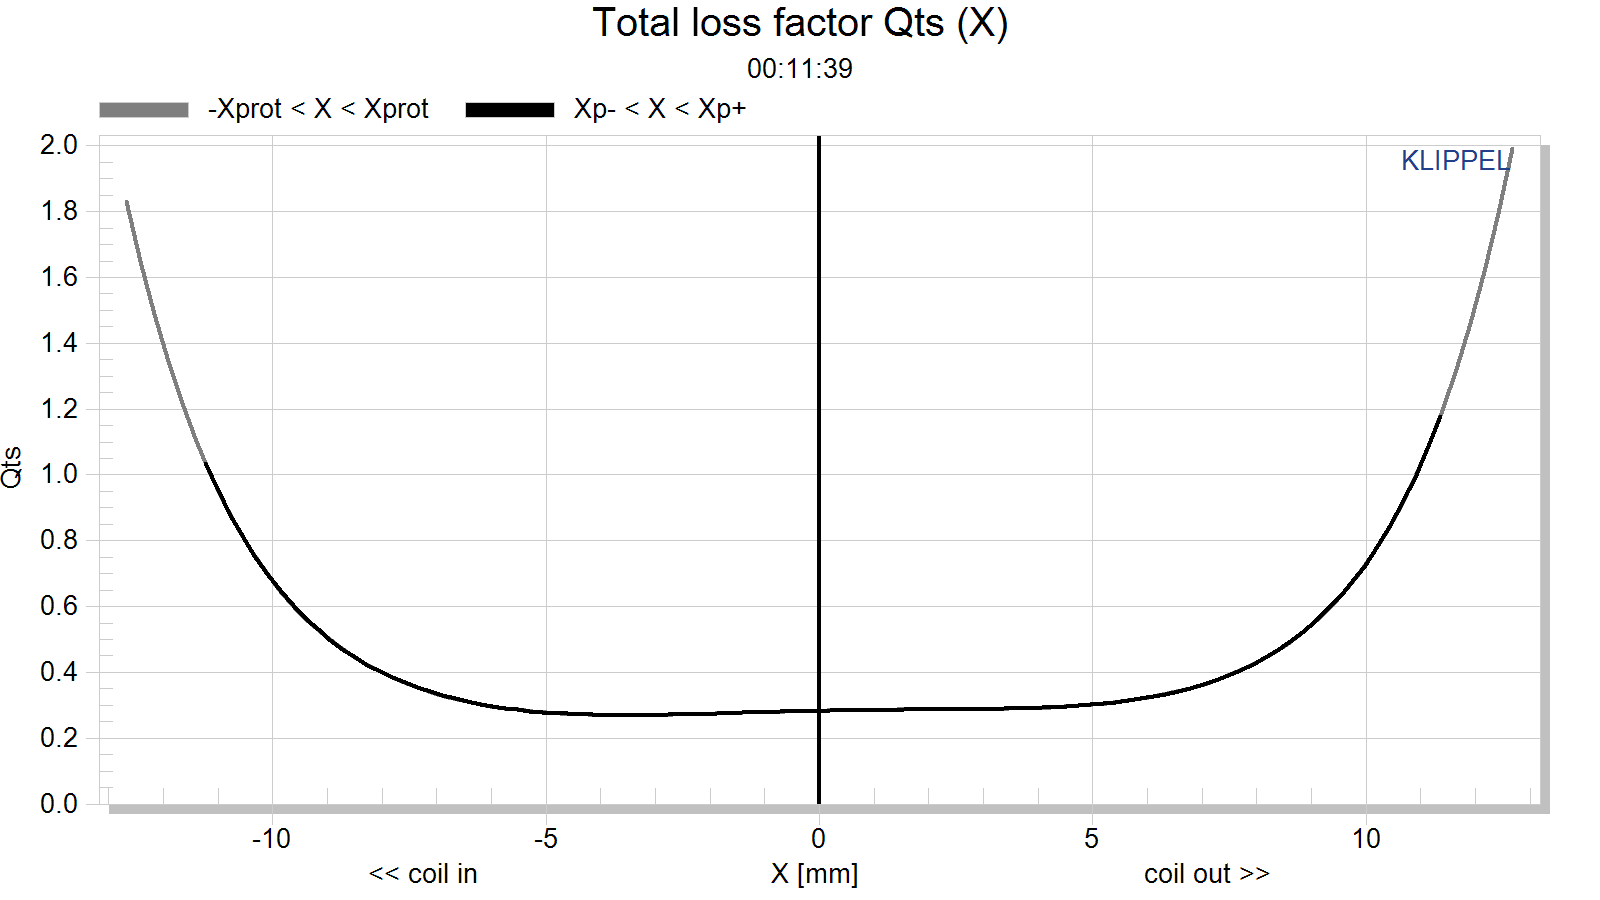 Total loss factor Qts (X)
00:11:39
-Xprot < X < Xprot Xp- < X < Xp+
KLIPPEL
2.0
1.8
1.6
1.4
1.2
1.0
0.8
0.6
0.4
0.2
0.0
Qts
-10 -5 0 5 10
<< coil in X [mm] coil out >>